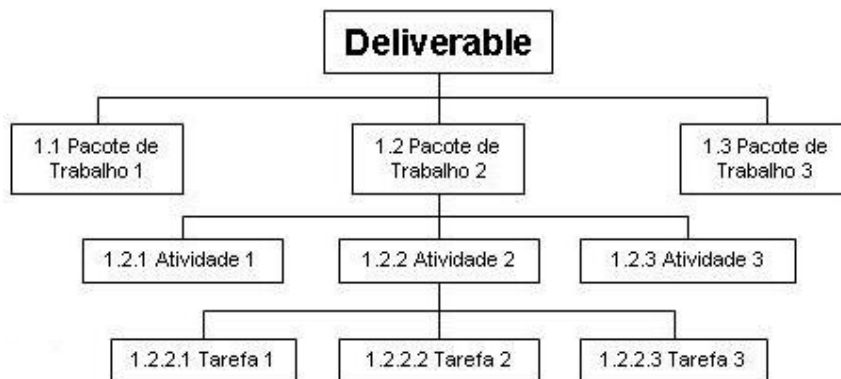 Deliverable
1.1 Pacote de
Trabalho 1
1.2 Pacote de
Trabalho 2
1.3 Pacote de
Trabalho 3
1.2.1 Atividade 1
1.2.2 Atividade 2
1.2.3 Atividade 3
1.2.2.1 Tarefa 1
1.2.2.2 Tarefa 2
1.2.2.3 Tarefa 3